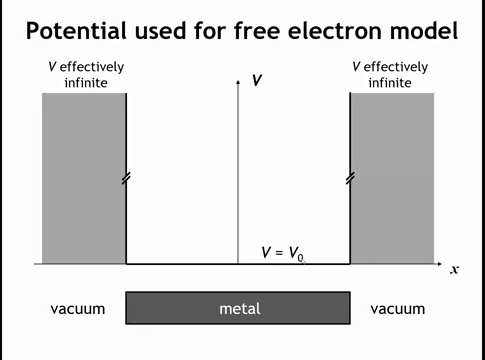 Potential used for free electron model
V effectively
infinite
V
V effectively
infinite
V = V₀
x
vacuum
metal
vacuum